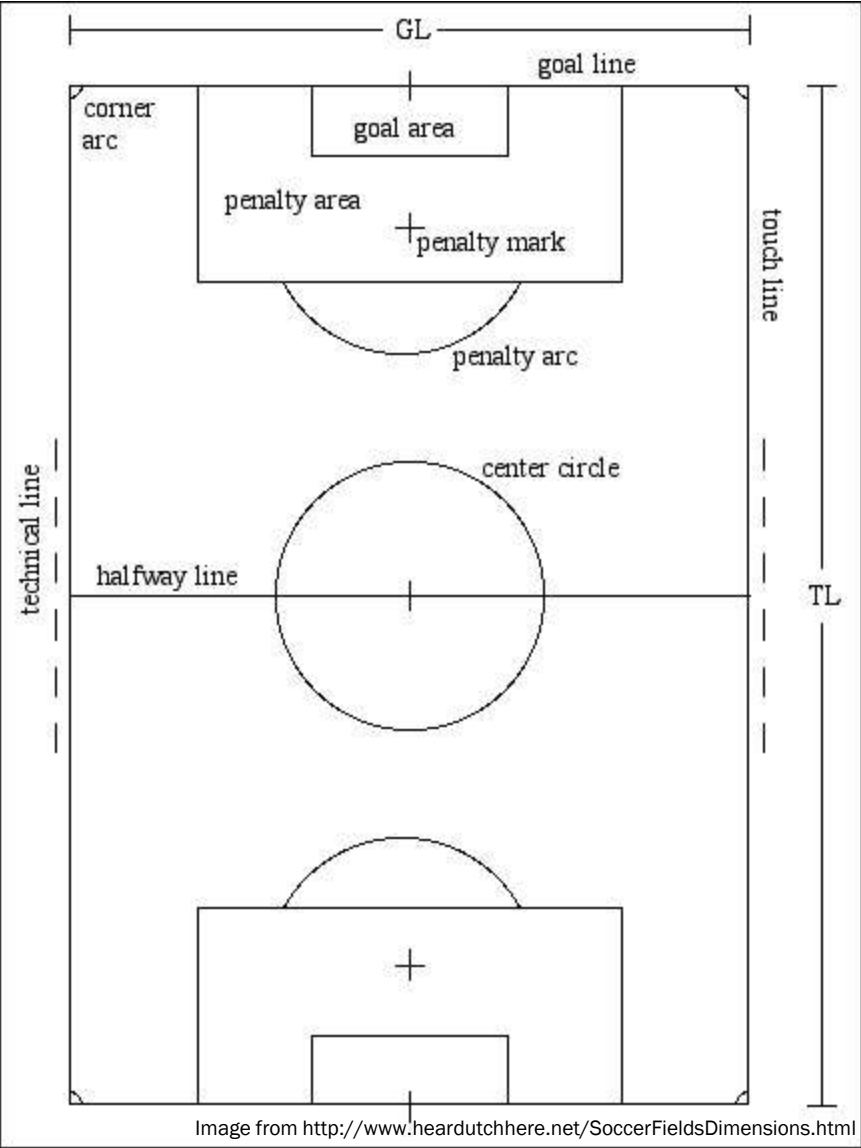 GL
goal line
corner
arc
goal area
penalty area
penalty mark
touch line
penalty arc
center circle
technical line
halfway line
TL
Image from http://www.heardutchhere.net/SoccerFieldsDimensions.html